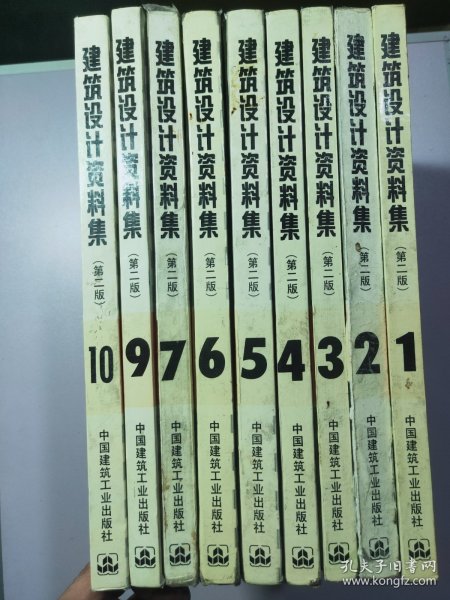 建筑设计资料集
(第二版)
10
中国建筑工业出版社
建筑设计资料集
(第二版)
9
中国建筑工业出版社
建筑设计资料集
(第二版)
7
中国建筑工业出版社
建筑设计资料集
(第二版)
6
中国建筑工业出版社
建筑设计资料集
(第二版)
5
中国建筑工业出版社
建筑设计资料集
(第二版)
4
中国建筑工业出版社
建筑设计资料集
(第二版)
3
中国建筑工业出版社
建筑设计资料集
(第二版)
2
中国建筑工业出版社
建筑设计资料集
(第二版)
1
中国建筑工业出版社
孔夫子旧书网
www.kongfz.com